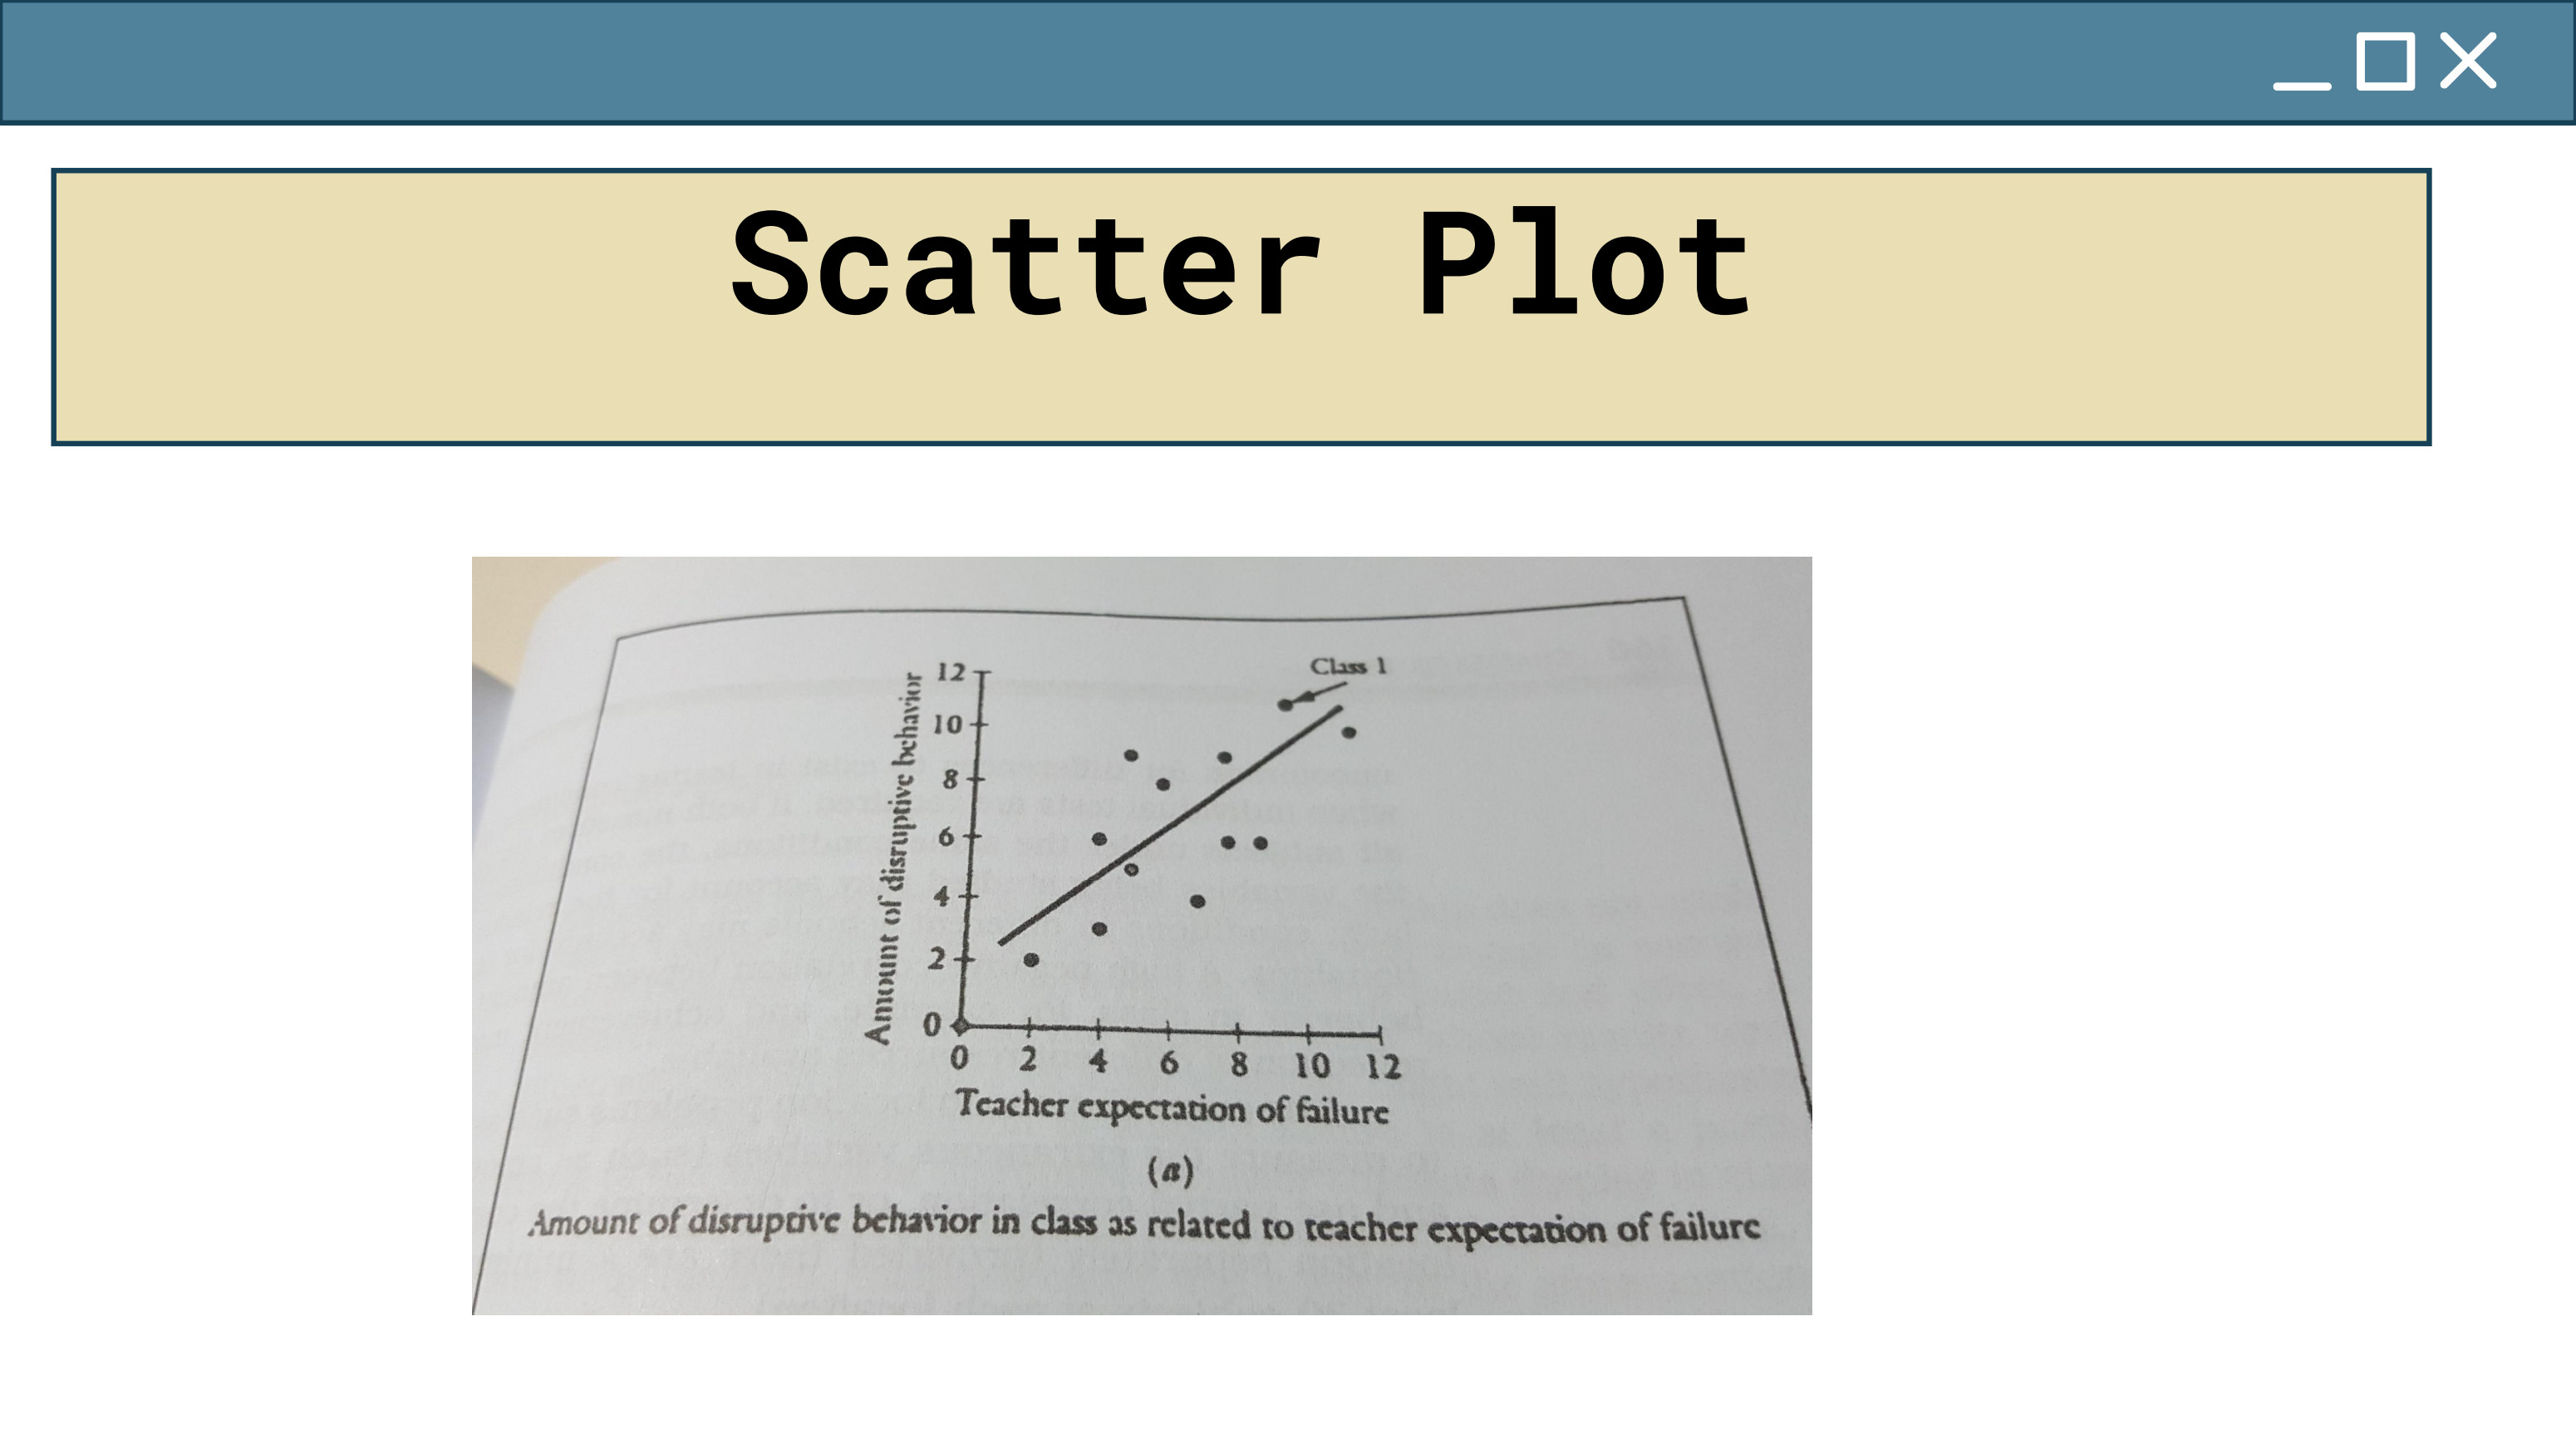 Scatter Plot
Class 1
12
10
8
6
4
2
0
Amount of disruptive behavior
0 2 4 6 8 10 12
Teacher expectation of failure
(a)
Amount of disruptive behavior in class as related to teacher expectation of failure